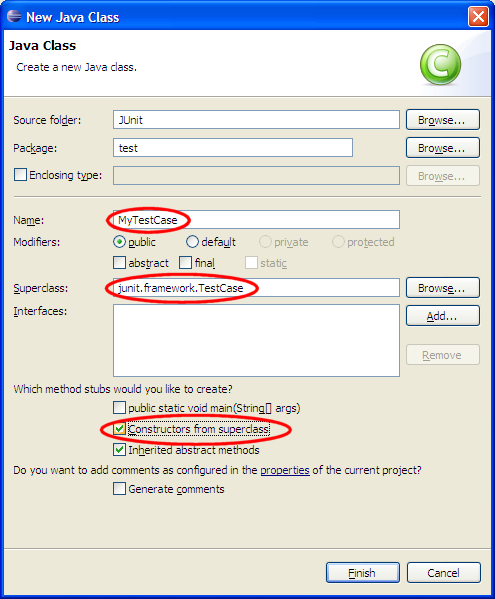 New Java Class
Java Class
Create a new Java class.
C
Source folder: JUnit Browse...
Package: test Browse...
Enclosing type: Browse...
Name: MyTestCase
Modifiers: public default private protected
abstract final static
Superclass: junit.framework.TestCase Browse...
Interfaces: Add...
Remove
Which method stubs would you like to create?
public static void main(String[] args)
Constructors from superclass
Inherited abstract methods
Do you want to add comments as configured in the properties of the current project?
Generate comments
Finish Cancel